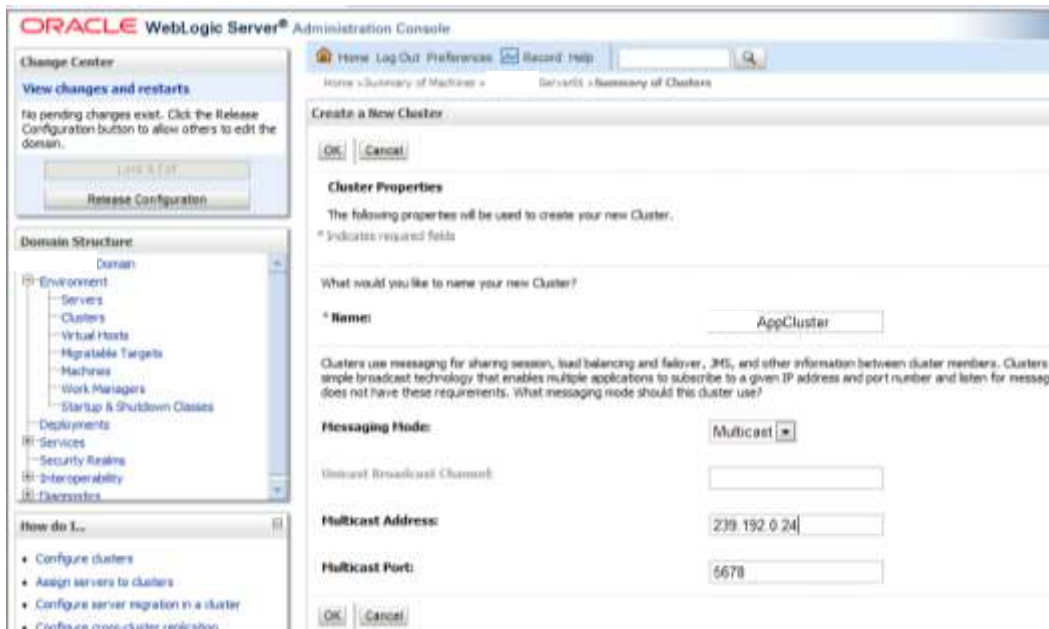 ORACLE WebLogic Server® Administration Console
Change Center
View changes and restarts
No pending changes exist. Click the Release
Configuration button to allow others to edit the
domain.
Lock & Edit
Release Configuration
Domain Structure
Domain
Environment
Servers
Clusters
Virtual Hosts
Migratable Targets
Machines
Work Managers
Startup & Shutdown Classes
Deployments
Services
Security Realms
Interoperability
Diagnostics
How do I...
Configure clusters
Assign servers to clusters
Configure server migration in a cluster
Configure cross-cluster replication
Home Log Out Preferences Record Help
Home > Summary of Machines > > Summary of Clusters
Create a New Cluster
OK Cancel
Cluster Properties
The following properties will be used to create your new Cluster.
* Indicates required fields
What would you like to name your new Cluster?
* Name: AppCluster
Clusters use messaging for sharing session, load balancing and failover, JMS, and other information between cluster members. Clusters
simple broadcast technology that enables multiple applications to subscribe to a given IP address and port number and listen for messag
does not have these requirements. What messaging mode should this cluster use?
Messaging Mode: Multicast
Unicast Broadcast Channel:
Multicast Address: 239.192.0.24
Multicast Port: 5678
OK Cancel